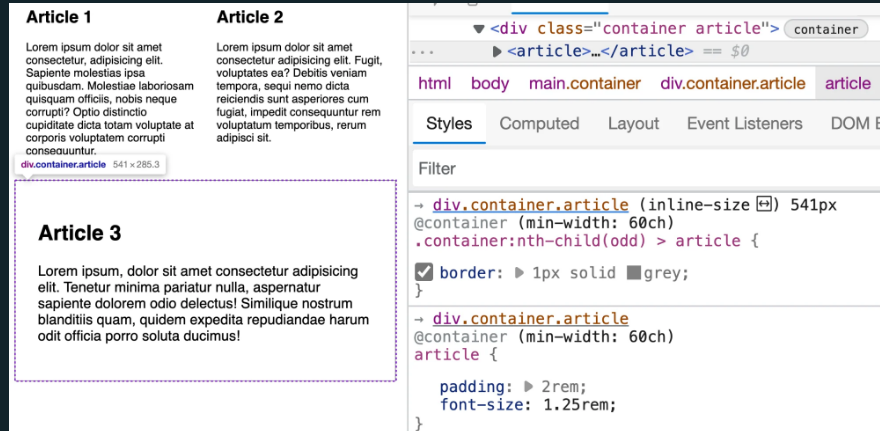 Article 1
Lorem ipsum dolor sit amet
consectetur, adipisicing elit.
Sapiente molestias ipsa
quibusdam. Molestiae laboriosam
quisquam officiis, nobis neque
corrupti? Optio distinctio
cupiditate dicta totam voluptate at
corporis voluptatem corrupti
consequuntur.
Article 2
Lorem ipsum dolor sit amet
consectetur adipisicing elit. Fugit,
voluptates ea? Debitis veniam
tempora, sequi nemo dicta
reiciendis sunt asperiores cum
fugiat, impedit consequuntur rem
voluptatum temporibus, rerum
adipisci sit.
div.container.article 541 × 285.3
Article 3
Lorem ipsum, dolor sit amet consectetur adipisicing
elit. Tenetur minima pariatur nulla, aspernatur
sapiente dolorem odio delectus! Similique nostrum
blanditiis quam, quidem expedita repudiandae harum
odit officia porro soluta ducimus!
▼ <div class="container article"> container
··· ▶ <article>…</article> == $0
html body main.container div.container.article article
Styles Computed Layout Event Listeners DOM
Filter
→ div.container.article (inline-size ↔) 541px
@container (min-width: 60ch)
.container:nth-child(odd) > article {
border: ▶ 1px solid grey;
}
→ div.container.article
@container (min-width: 60ch)
article {
padding: ▶ 2rem;
font-size: 1.25rem;
}